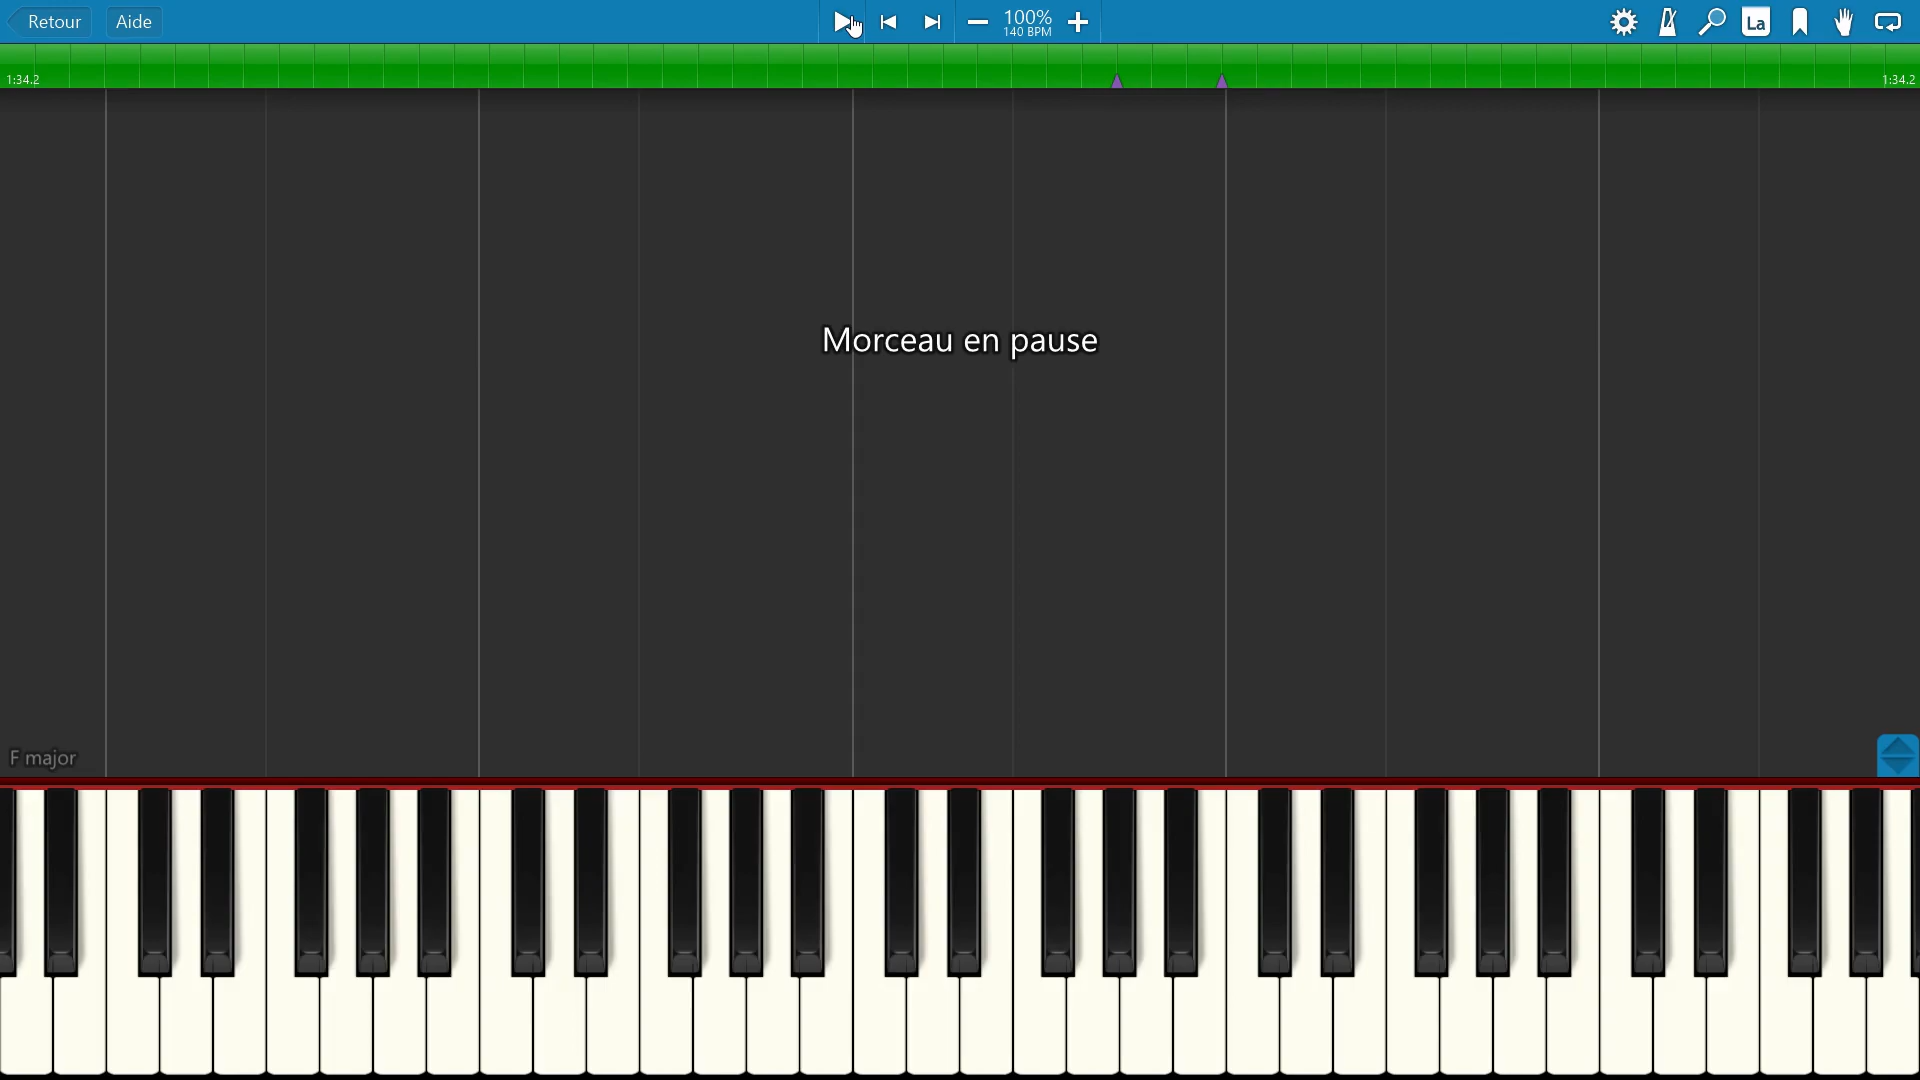 Retour
Aide
100%
140 BPM
La
1:34.2
1:34.2
Morceau en pause
F major